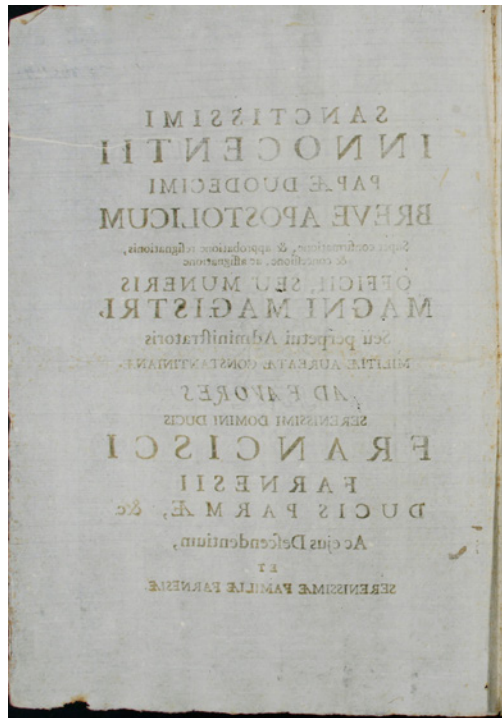 SANCTISSIMI
INNOCENTII
PAPÆ DUODECIMI
BREVE APOSTOLICUM
Super confirmatione, & approbatione reſignationis,
& conceſſione, ac aſſignatione
OFFICII, SEU MUNERIS
MAGNI MAGISTRI,
Seu perpetui Adminiſtratoris
MILITIÆ AUREATÆ CONSTANTINIANÆ
AD FAVORES
SERENISSIMI DOMINI DUCIS
FRANCISCI
FARNESII
DUCIS PARMÆ, &c
Ac ejus Deſcendentium,
ET
SERENISSIMÆ FAMILIÆ FARNESIÆ